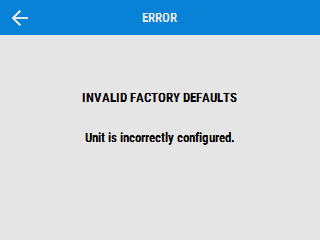 ERROR
INVALID FACTORY DEFAULTS
Unit is incorrectly configured.